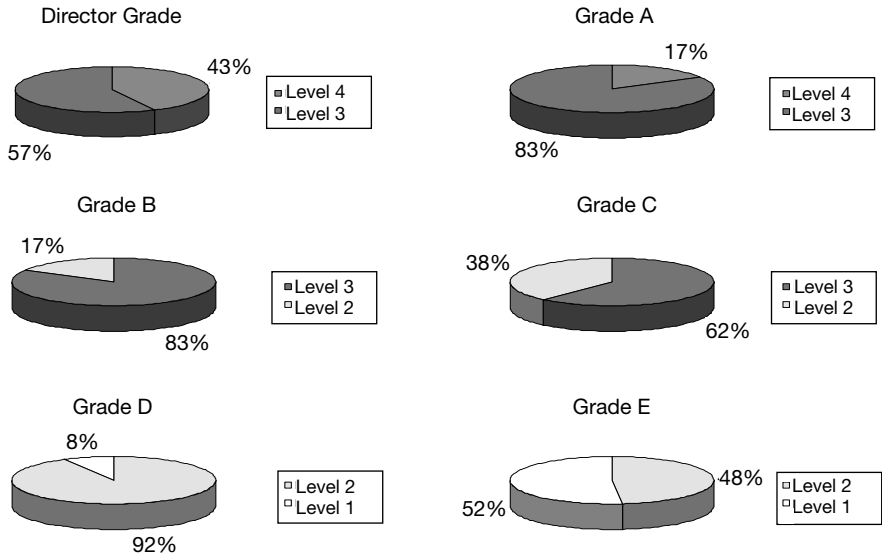 Director Grade
43%
Level 4
Level 3
57%
Grade A
17%
Level 4
Level 3
83%
Grade B
17%
Level 3
Level 2
83%
Grade C
38%
Level 3
Level 2
62%
Grade D
8%
Level 2
Level 1
92%
Grade E
48%
Level 2
Level 1
52%